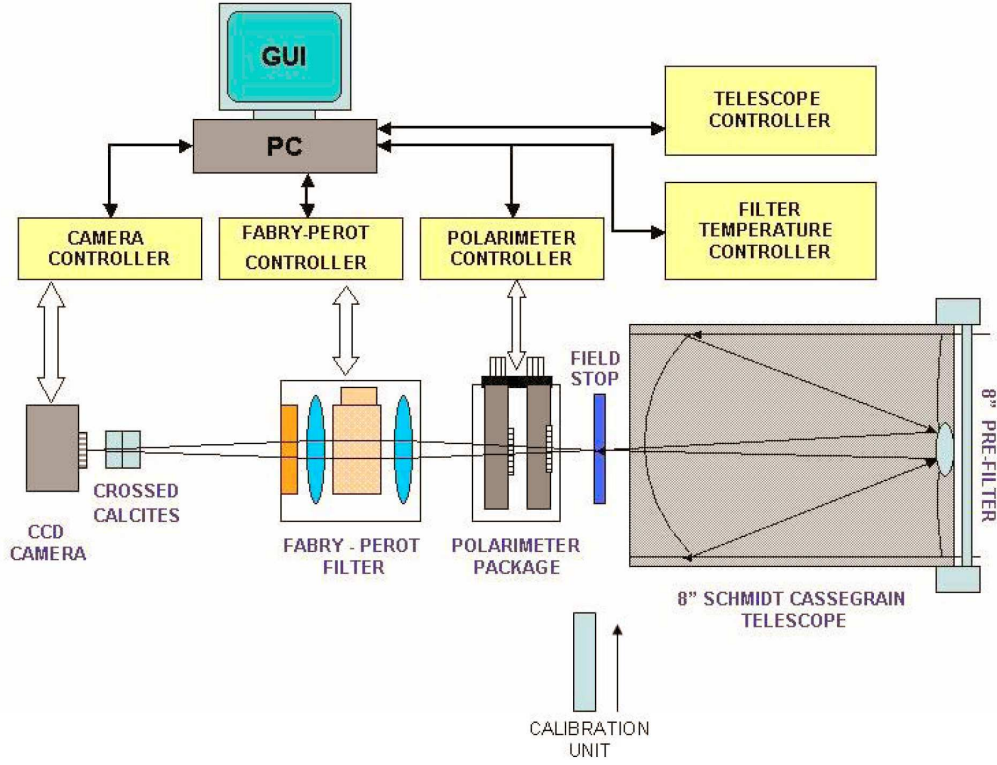 GUI
PC
TELESCOPE
CONTROLLER
CAMERA
CONTROLLER
FABRY-PEROT
CONTROLLER
POLARIMETER
CONTROLLER
FILTER
TEMPERATURE
CONTROLLER
FIELD
STOP
8” PRE-FILTER
CROSSED
CALCITES
CCD
CAMERA
FABRY - PEROT
FILTER
POLARIMETER
PACKAGE
8” SCHMIDT CASSEGRAIN
TELESCOPE
CALIBRATION
UNIT